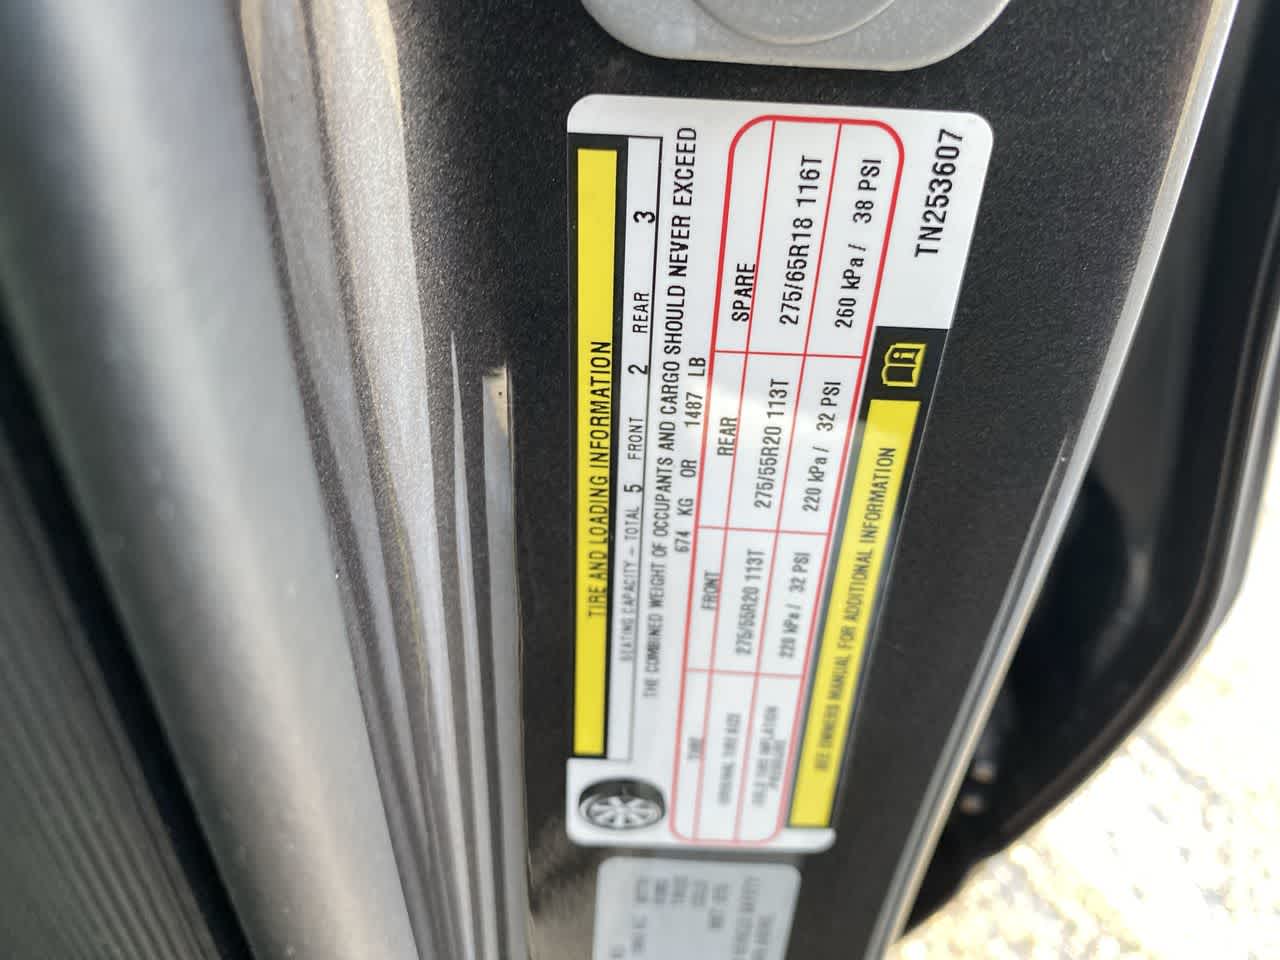 TIRE AND LOADING INFORMATION
SEATING CAPACITY – TOTAL 5 FRONT 2 REAR 3
THE COMBINED WEIGHT OF OCCUPANTS AND CARGO SHOULD NEVER EXCEED
674 KG OR 1487 LB
TIRE FRONT REAR SPARE
ORIGINAL TIRE SIZE 275/55R20 113T 275/55R20 113T 275/65R18 116T
COLD TIRE INFLATION PRESSURE 220 kPa / 32 PSI 220 kPa / 32 PSI 260 kPa / 38 PSI
SEE OWNERS MANUAL FOR ADDITIONAL INFORMATION
TN253607